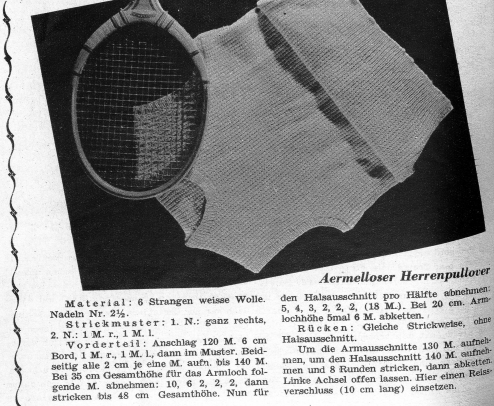 Aermelloser Herrenpullover
Material: 6 Strangen weisse Wolle.
Nadeln Nr. 2½.
Strickmuster: 1. N.: ganz rechts,
2. N.: 1 M. r., 1 M. l.
Vorderteil: Anschlag 120 M. 6 cm
Bord, 1 M. r., 1 M. l., dann im Muster. Beid-
seitig alle 2 cm je eine M. aufn. bis 140 M.
Bei 35 cm Gesamthöhe für das Armloch fol-
gende M. abnehmen: 10, 6 2, 2, 2, dann
stricken bis 48 cm Gesamthöhe. Nun für
den Halsausschnitt pro Hälfte abnehmen:
5, 4, 3, 2, 2, 2, (18 M.). Bei 20 cm. Arm-
lochhöhe 5mal 6 M. abketten.
Rücken: Gleiche Strickweise, ohne
Halsausschnitt.
Um die Armausschnitte 130 M. aufneh-
men, um den Halsausschnitt 140 M. aufneh-
men und 8 Runden stricken, dann abketten.
Linke Achsel offen lassen. Hier einen Reiss-
verschluss (10 cm lang) einsetzen.